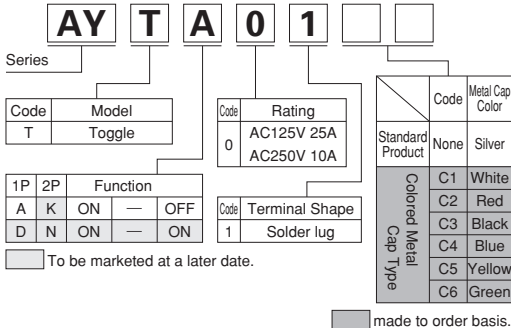 AY T A 0 1
Series
Code Model
T Toggle
Code Rating
0 AC125V 25A
AC250V 10A
1P 2P Function
A K ON — OFF
D N ON — ON
Code Terminal Shape
1 Solder lug
To be marketed at a later date.
Code Metal Cap Color
Standard Product None Silver
Colored Metal Cap Type
C1 White
C2 Red
C3 Black
C4 Blue
C5 Yellow
C6 Green
made to order basis.